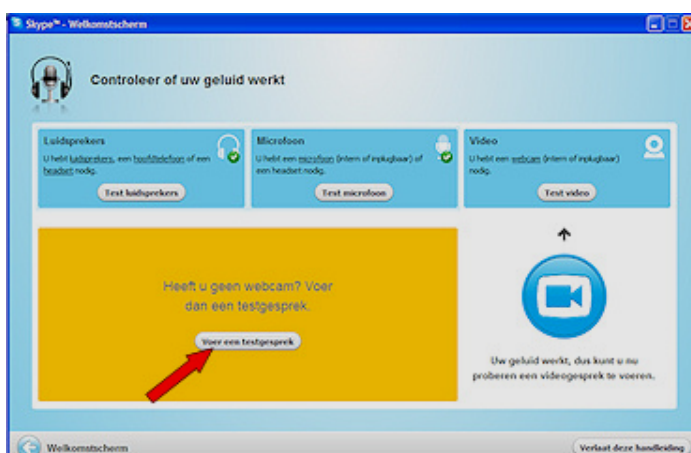 Skype™ - Welkomstscherm
Controleer of uw geluid werkt
Luidsprekers
U hebt luidsprekers, een hoofdtelefoon of een
headset nodig.
Test luidsprekers
Microfoon
U hebt een microfoon (intern of inplugbaar) of
een headset nodig.
Test microfoon
Video
U hebt een webcam (intern of inplugbaar)
nodig.
Test video
Heeft u geen webcam? Voer
dan een testgesprek.
Voer een testgesprek
Uw geluid werkt, dus kunt u nu
proberen een videogesprek te voeren.
Welkomstscherm
Verlaat deze handleiding